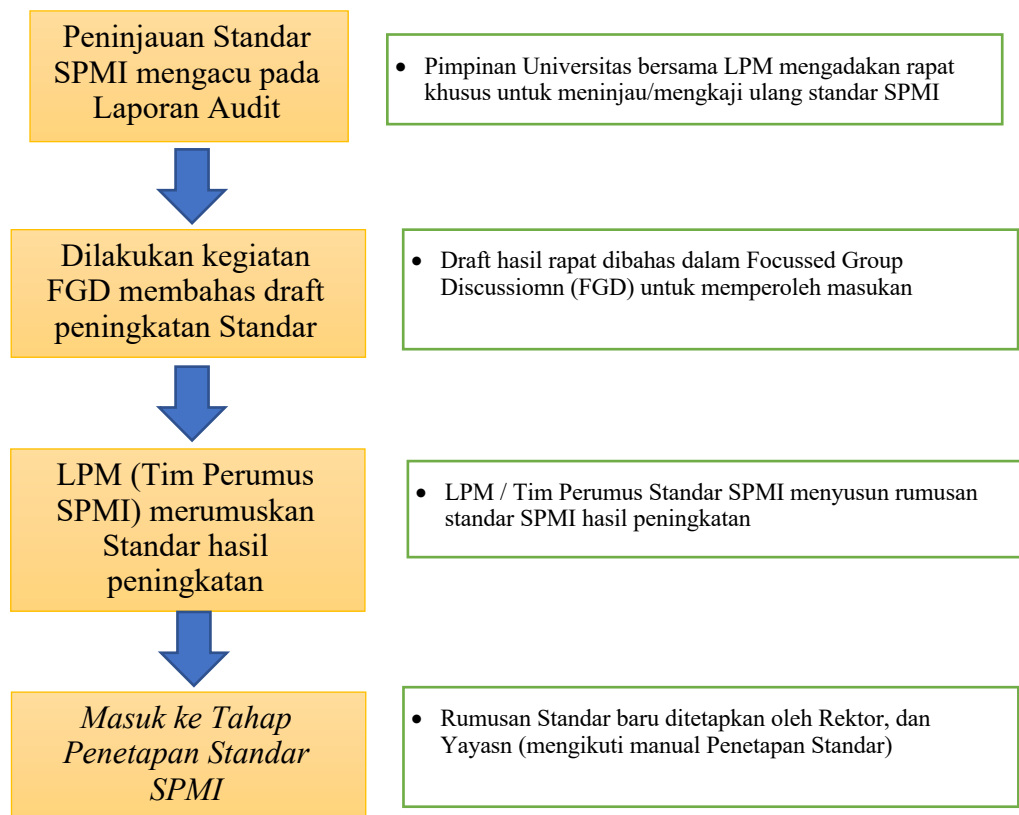 Peninjauan Standar
SPMI mengacu pada
Laporan Audit
• Pimpinan Universitas bersama LPM mengadakan rapat
khusus untuk meninjau/mengkaji ulang standar SPMI
Dilakukan kegiatan
FGD membahas draft
peningkatan Standar
• Draft hasil rapat dibahas dalam Focussed Group
Discussiomn (FGD) untuk memperoleh masukan
LPM (Tim Perumus
SPMI) merumuskan
Standar hasil
peningkatan
• LPM / Tim Perumus Standar SPMI menyusun rumusan
standar SPMI hasil peningkatan
Masuk ke Tahap
Penetapan Standar
SPMI
• Rumusan Standar baru ditetapkan oleh Rektor, dan
Yayasn (mengikuti manual Penetapan Standar)